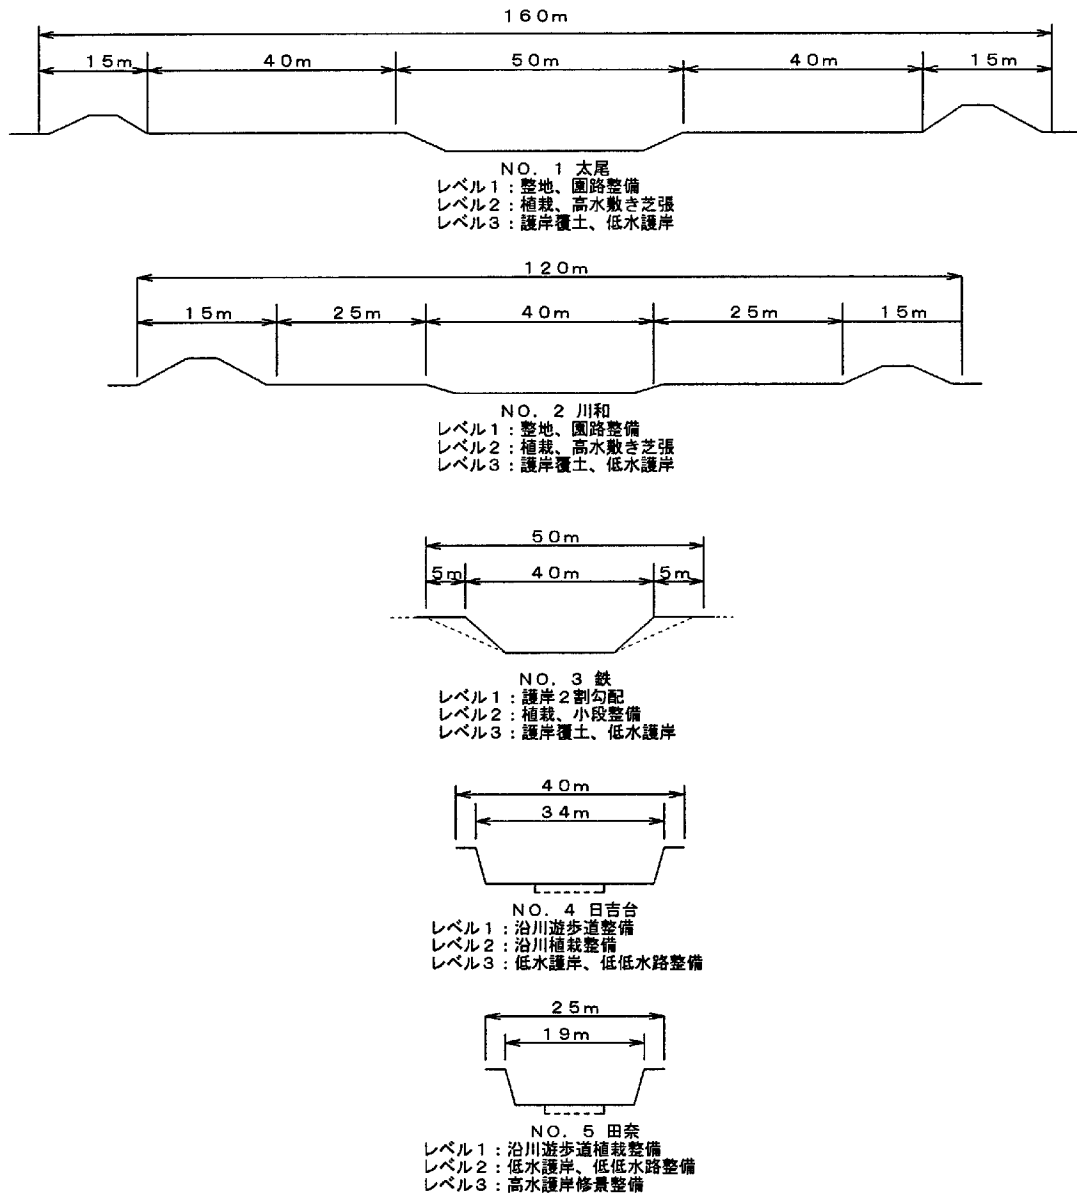 160m
15m 40m 50m 40m 15m
NO. 1 太尾
レベル1：整地、園路整備
レベル2：植栽、高水敷き芝張
レベル3：護岸覆土、低水護岸
120m
15m 25m 40m 25m 15m
NO. 2 川和
レベル1：整地、園路整備
レベル2：植栽、高水敷き芝張
レベル3：護岸覆土、低水護岸
50m
5m 40m 5m
NO. 3 鉄
レベル1：護岸2割勾配
レベル2：植栽、小段整備
レベル3：護岸覆土、低水護岸
40m
34m
NO. 4 日吉台
レベル1：沿川遊歩道整備
レベル2：沿川植栽整備
レベル3：低水護岸、低低水路整備
25m
19m
NO. 5 田奈
レベル1：沿川遊歩道植栽整備
レベル2：低水護岸、低低水路整備
レベル3：高水護岸修景整備